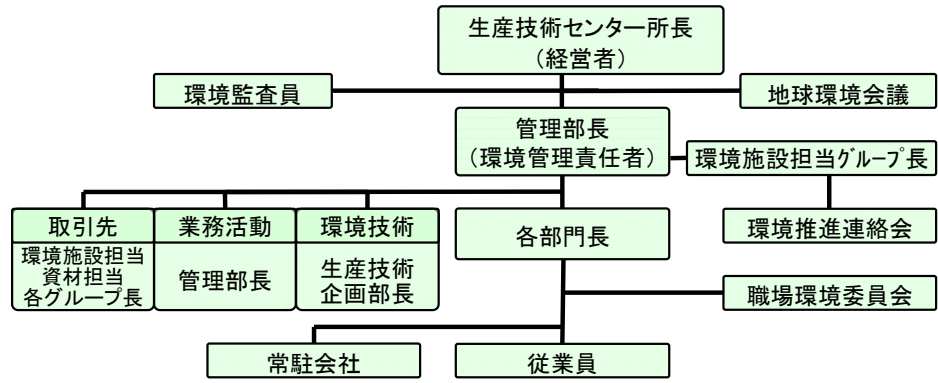 生産技術センター所長
（経営者）
環境監査員
地球環境会議
管理部長
（環境管理責任者）
環境施設担当ｸﾞﾙｰﾌﾟ長
取引先
業務活動
環境技術
環境施設担当
資材担当
各グループ長
管理部長
生産技術
企画部長
各部門長
環境推進連絡会
職場環境委員会
常駐会社
従業員